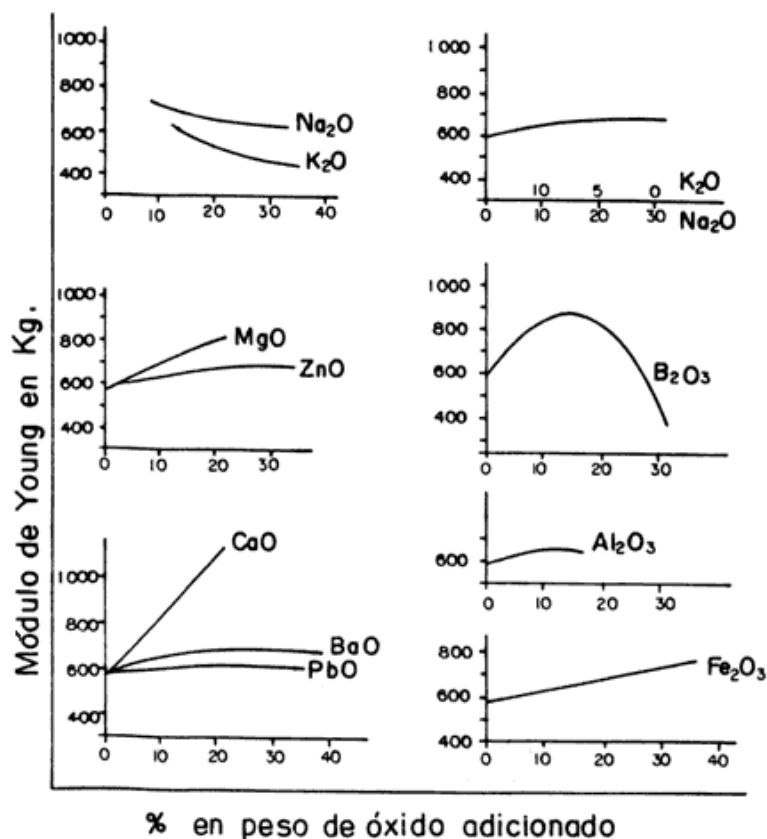 Módulo de Young en Kg.
1000
800
600
400
0 10 20 30 40
Na₂O
K₂O
1000
800
600
400
10 5 0 K₂O
0 10 20 30 Na₂O
1000
800
600
400
0 10 20 30
MgO
ZnO
1000
800
600
400
0 10 20 30
B₂O₃
1000
800
600
400
0 10 20 30 40
CaO
BaO
PbO
600
0 10 20 30
Al₂O₃
800
600
400
0 10 20 30 40
Fe₂O₃
% en peso de óxido adicionado